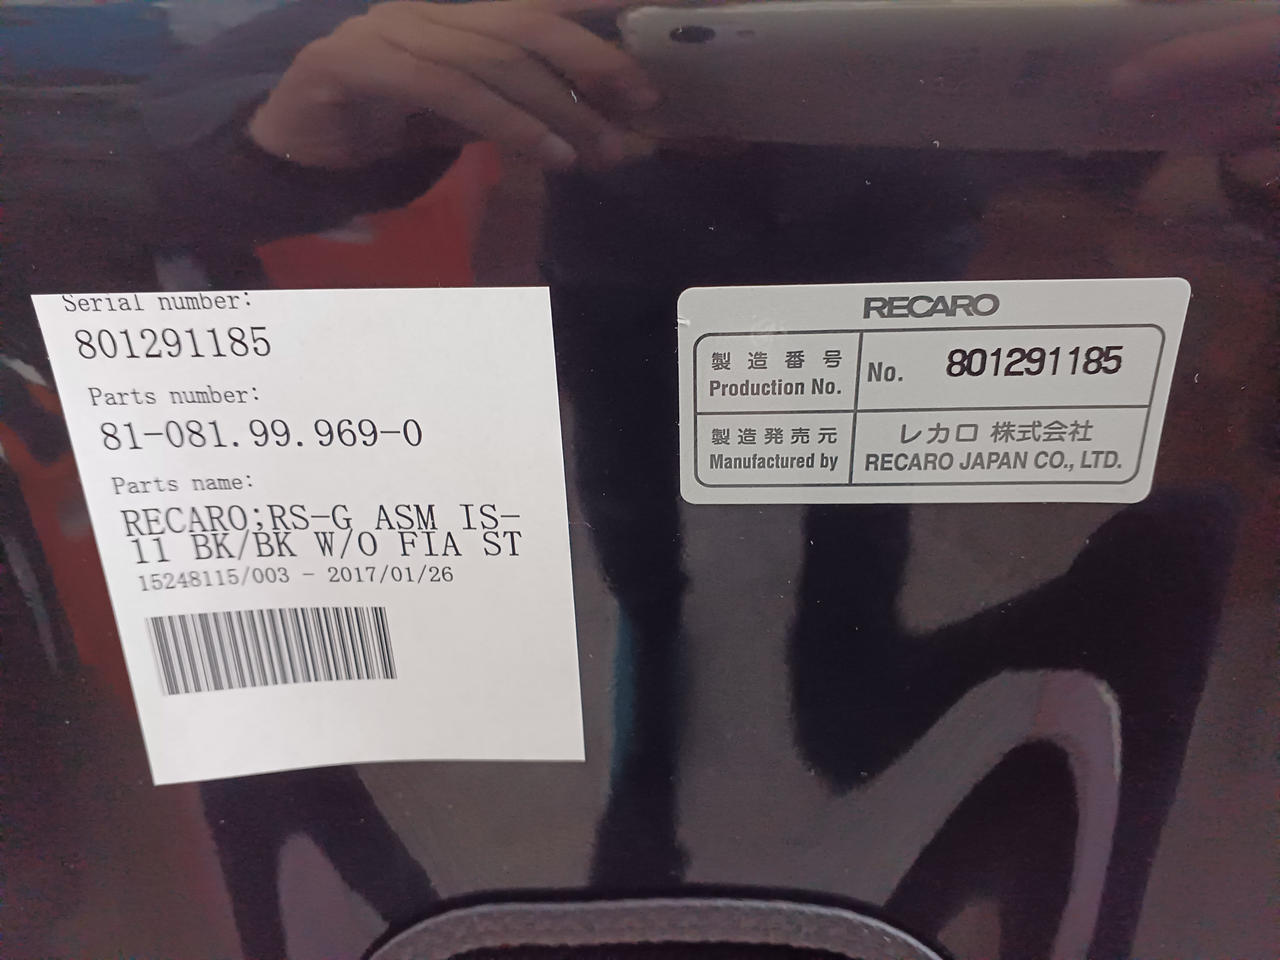 Serial number:
801291185
Parts number:
81-081.99.969-0
Parts name:
RECARO;RS-G ASM IS-
11 BK/BK W/O FIA ST
15248115/003 - 2017/01/26
RECARO
製造番号
Production No.
No. 801291185
製造発売元
Manufactured by
レカロ 株式会社
RECARO JAPAN CO., LTD.